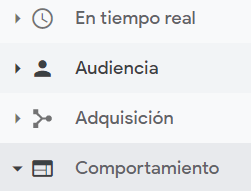 En tiempo real
Audiencia
Adquisición
Comportamiento